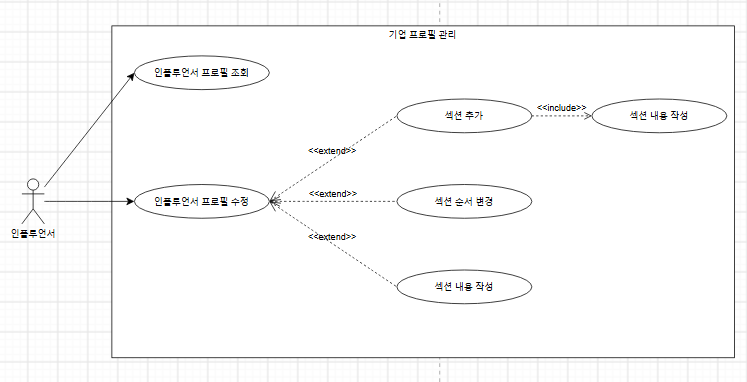 기업 프로필 관리
인플루언서 프로필 조회
섹션 추가
<<include>>
섹션 내용 작성
<<extend>>
인플루언서 프로필 수정
<<extend>>
섹션 순서 변경
인플루언서
<<extend>>
섹션 내용 작성